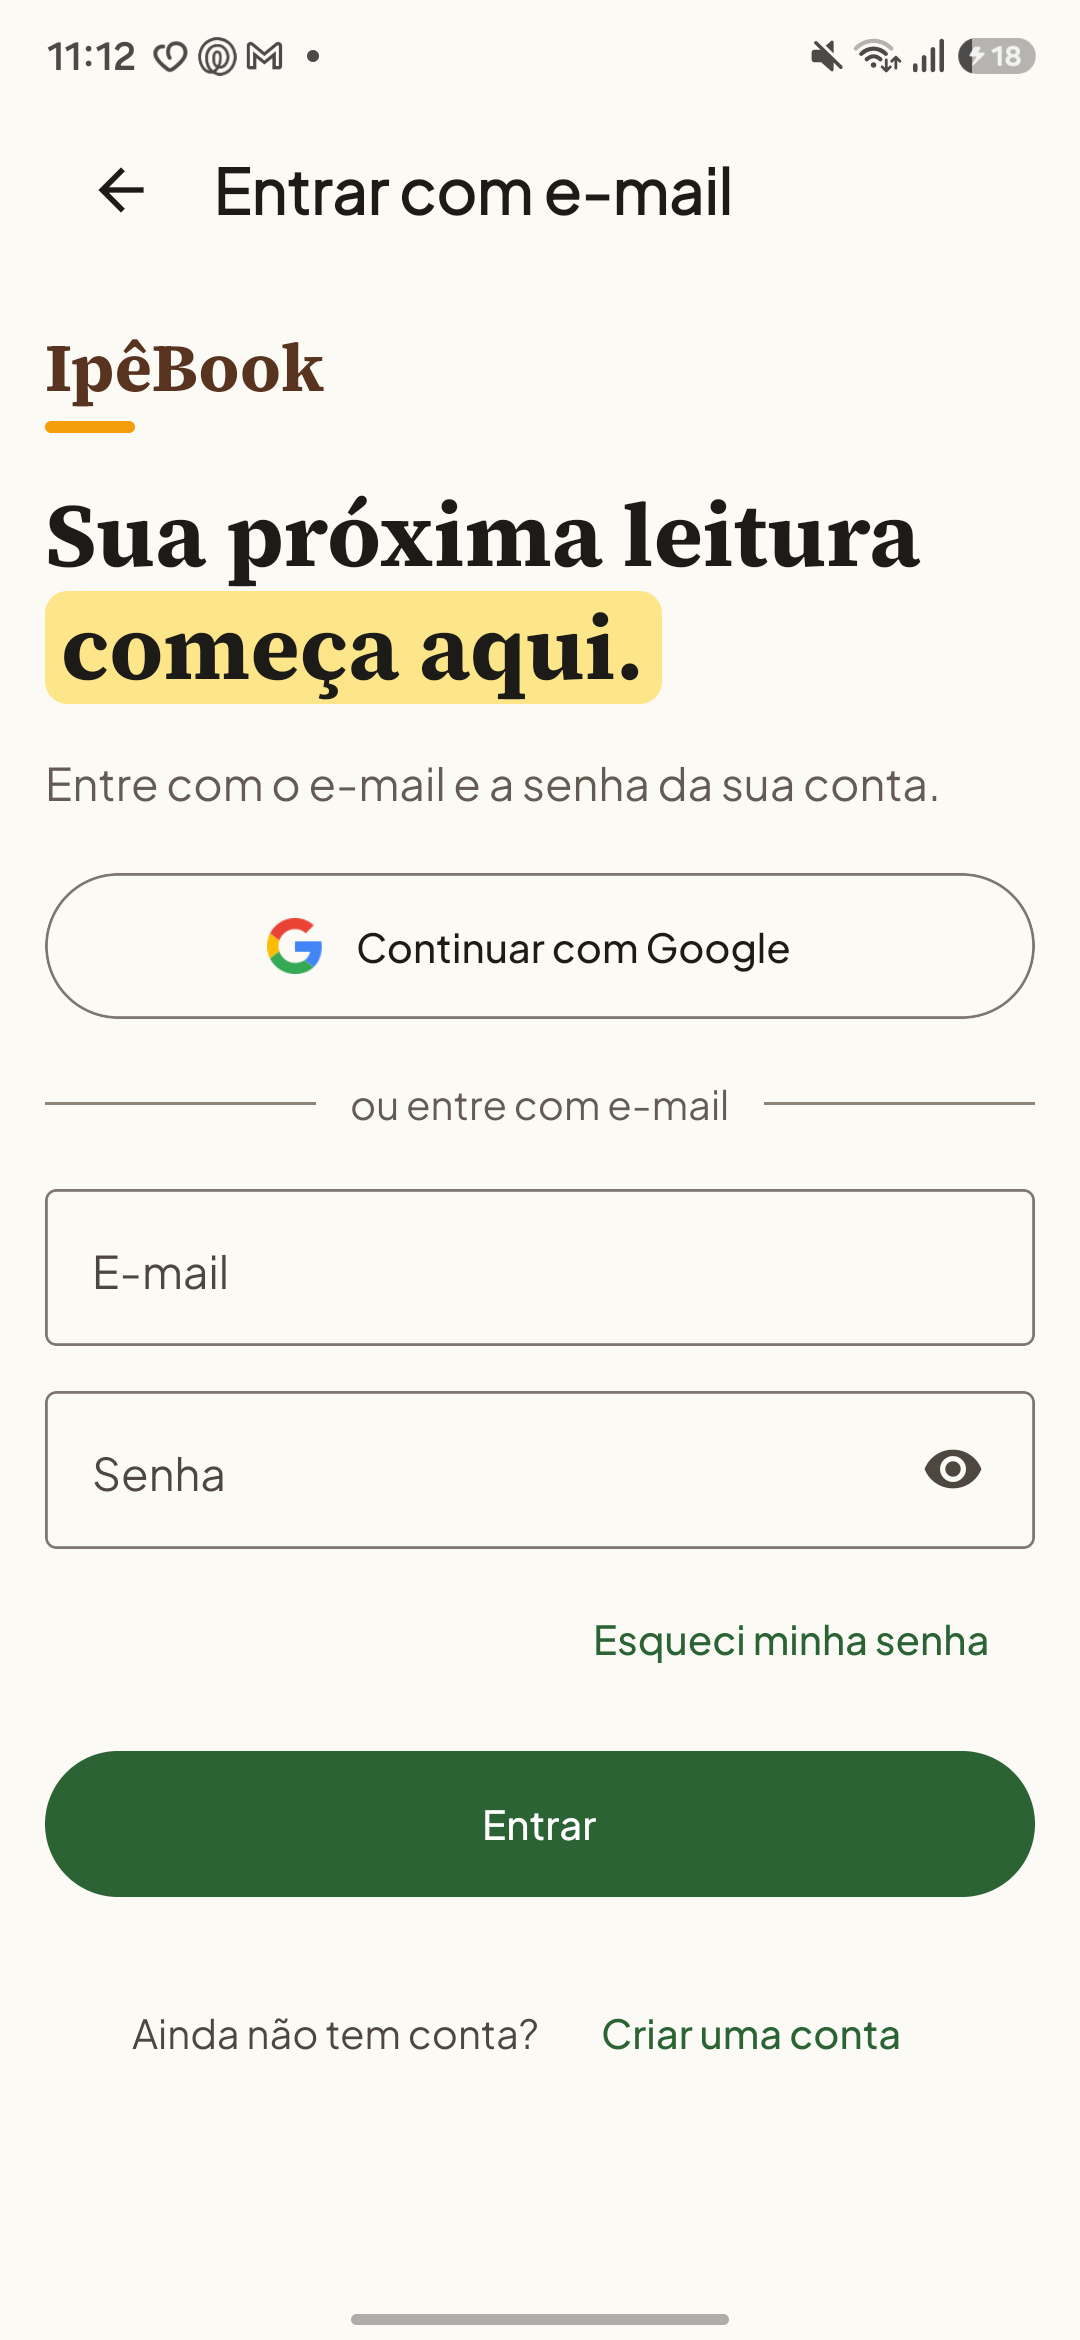 11:12
18
Entrar com e-mail
IpêBook
Sua próxima leitura
começa aqui.
Entre com o e-mail e a senha da sua conta.
Continuar com Google
ou entre com e-mail
E-mail
Senha
Esqueci minha senha
Entrar
Ainda não tem conta? Criar uma conta